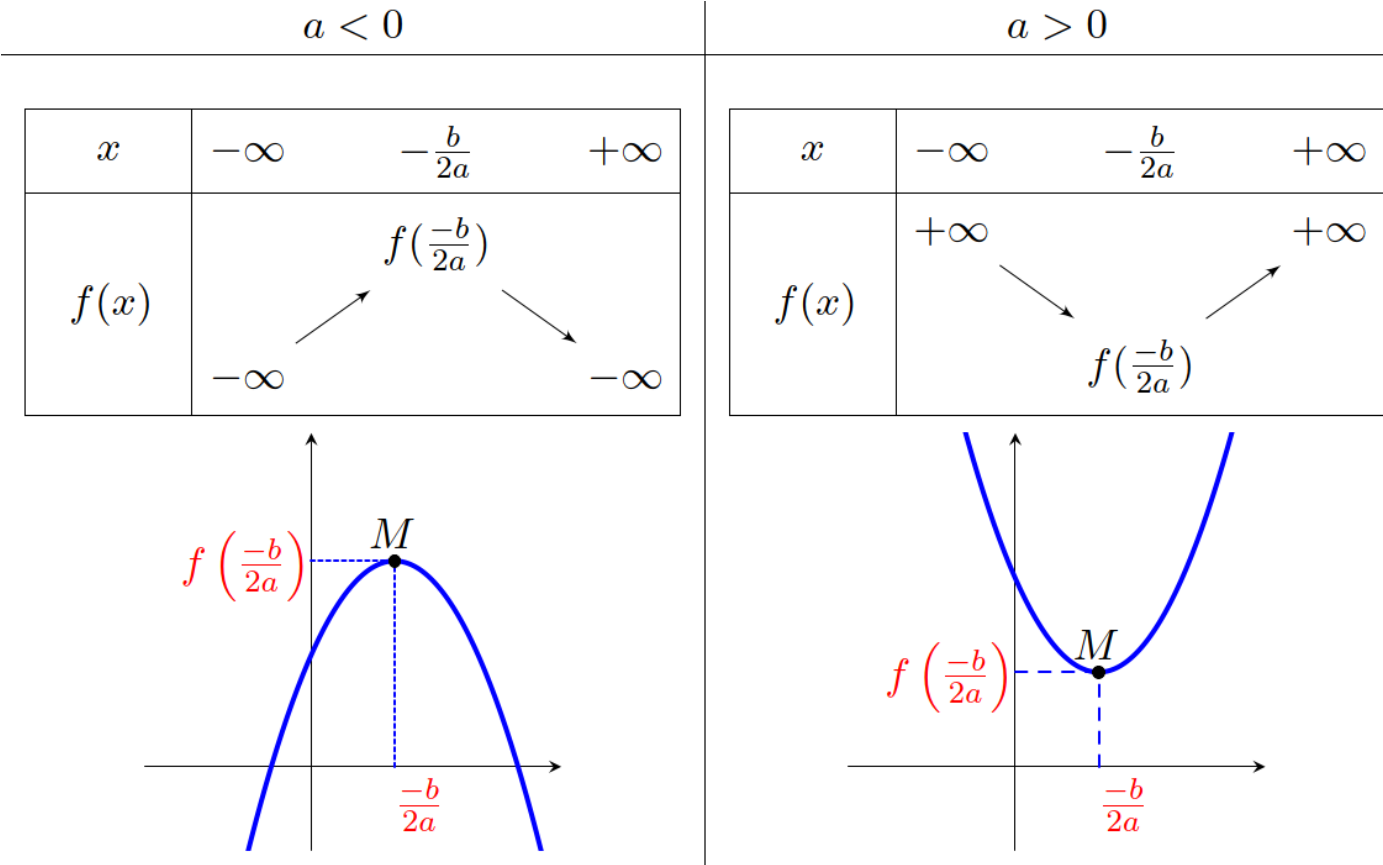 a < 0
a > 0
x −∞ −b/2a +∞
f(x) −∞ f(−b/2a) −∞
x −∞ −b/2a +∞
f(x) +∞ f(−b/2a) +∞
M
f(−b/2a)
−b/2a
M
f(−b/2a)
−b/2a